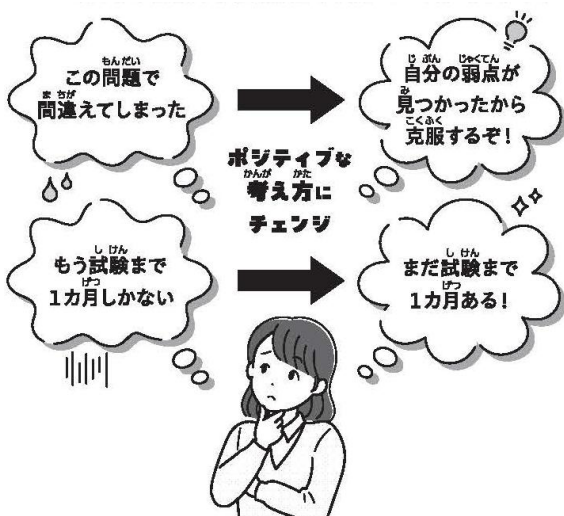 この問題で
間違えてしまった
自分の弱点が
見つかったから
克服するぞ！
ポジティブな
考え方に
チェンジ
もう試験まで
1カ月しかない
まだ試験まで
1カ月ある！